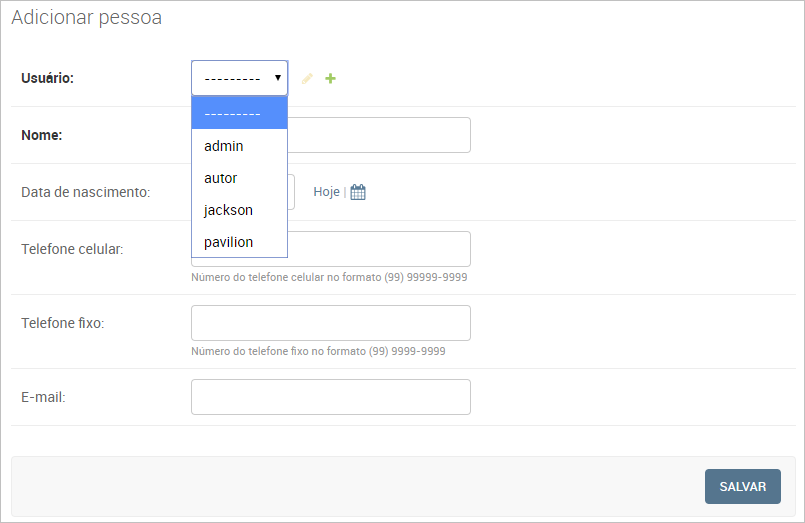 Adicionar pessoa
Usuário: ---------
---------
admin
autor
jackson
pavilion
Nome:
Data de nascimento: Hoje |
Telefone celular:
Número do telefone celular no formato (99) 99999-9999
Telefone fixo:
Número do telefone fixo no formato (99) 9999-9999
E-mail:
SALVAR